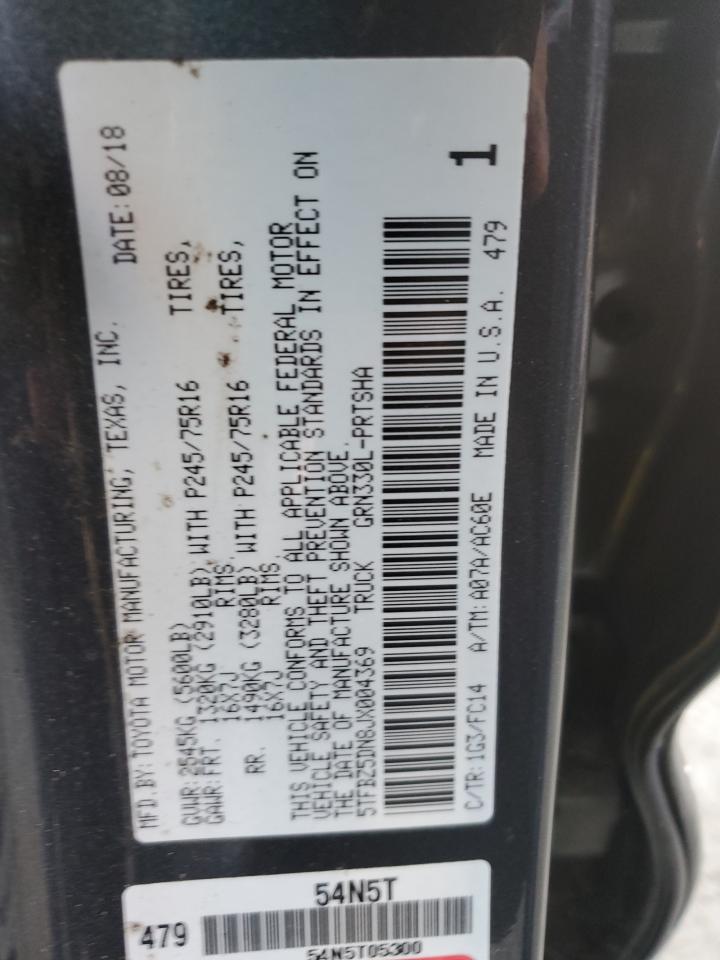 MFD.BY:TOYOTA MOTOR MANUFACTURING, TEXAS, INC. DATE:08/18
GVWR:2545KG (5600LB)
GAWR:FRT. 1320KG (2910LB) WITH P245/75R16 TIRES,
16X7J RIMS,
RR. 1490KG (3280LB) WITH P245/75R16 TIRES,
16X7J RIMS,
THIS VEHICLE CONFORMS TO ALL APPLICABLE FEDERAL MOTOR
VEHICLE SAFETY AND THEFT PREVENTION STANDARDS IN EFFECT ON
THE DATE OF MANUFACTURE SHOWN ABOVE.
5TFBZ5DN8JX004369 TRUCK GRN330L-PRTSHA
1
C/TR:1G3/FC14 A/TM:A07A/AC60E MADE IN U.S.A. 479
54N5T
479
54N5T05300